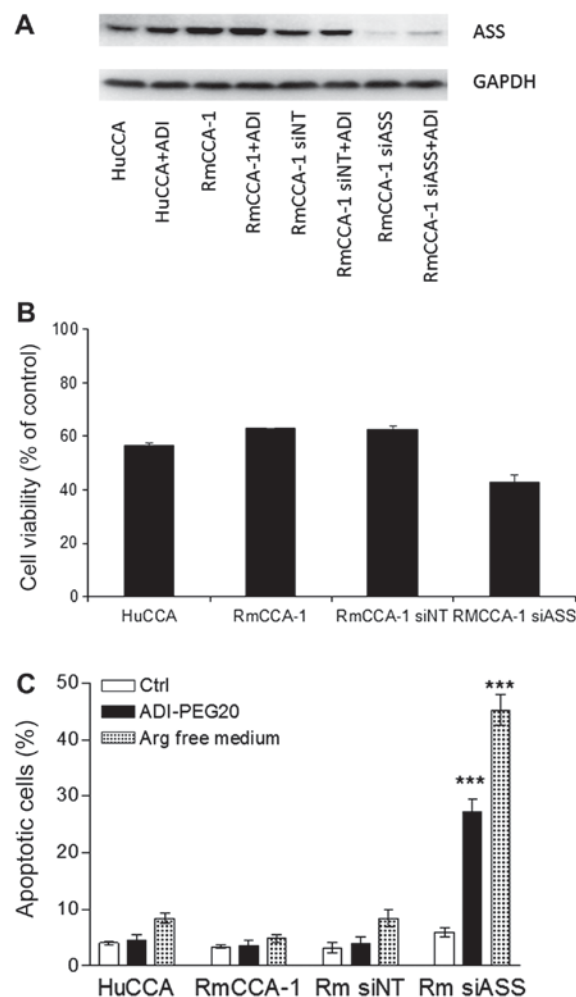 A
ASS
GAPDH
HuCCA
HuCCA+ADI
RmCCA-1
RmCCA-1+ADI
RmCCA-1 siNT
RmCCA-1 siNT+ADI
RmCCA-1 siASS
RmCCA-1 siASS+ADI
B
Cell viability (% of control)
100
80
60
40
20
0
HuCCA RmCCA-1 RmCCA-1 siNT RMCCA-1 siASS
C
Apoptotic cells (%)
50
40
30
20
10
0
Ctrl
ADI-PEG20
Arg free medium
***
***
HuCCA RmCCA-1 Rm siNT Rm siASS